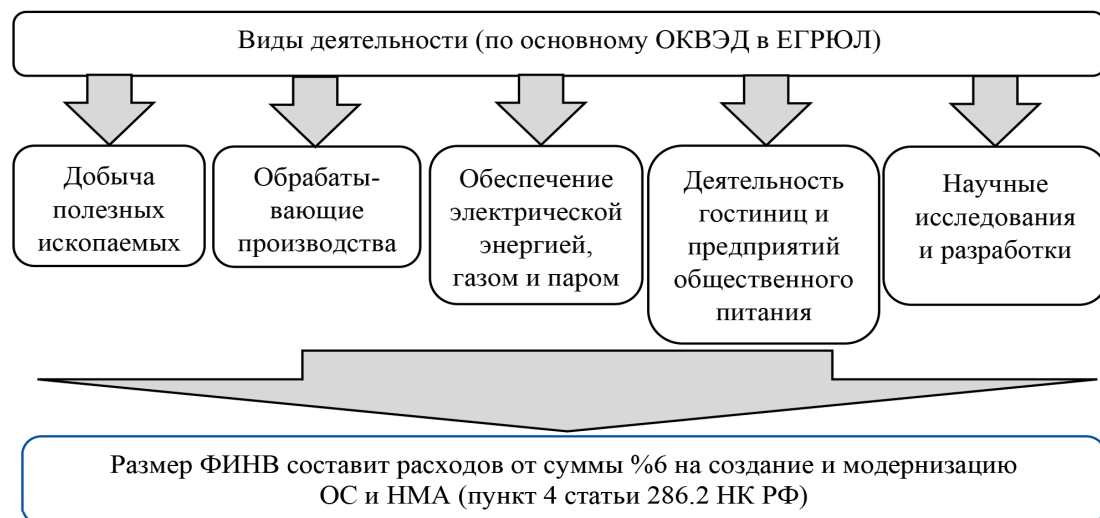 Виды деятельности (по основному ОКВЭД в ЕГРЮЛ)
Добыча
полезных
ископаемых
Обрабаты-
вающие
производства
Обеспечение
электрической
энергией,
газом и паром
Деятельность
гостиниц и
предприятий
общественного
питания
Научные
исследования
и разработки
Размер ФИНВ составит расходов от суммы %6 на создание и модернизацию
ОС и НМА (пункт 4 статьи 286.2 НК РФ)